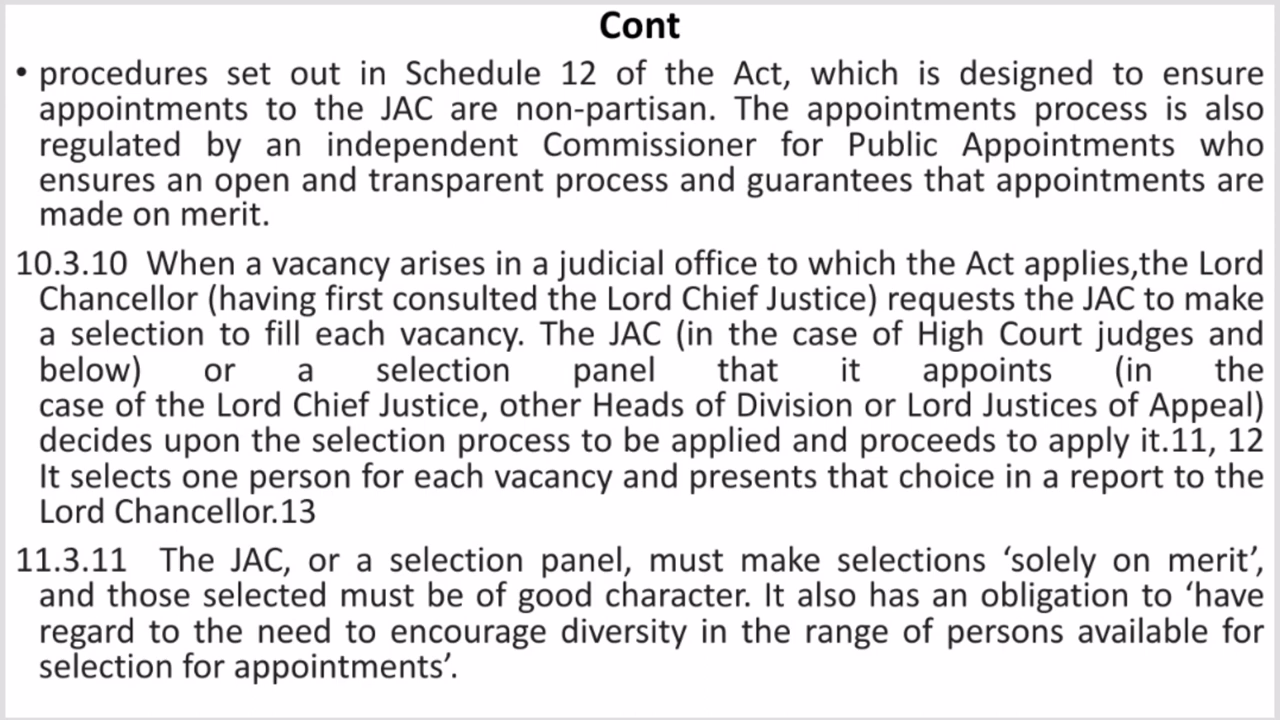 Cont
• procedures set out in Schedule 12 of the Act, which is designed to ensure
appointments to the JAC are non-partisan. The appointments process is also
regulated by an independent Commissioner for Public Appointments who
ensures an open and transparent process and guarantees that appointments are
made on merit.
10.3.10 When a vacancy arises in a judicial office to which the Act applies,the Lord
Chancellor (having first consulted the Lord Chief Justice) requests the JAC to make
a selection to fill each vacancy. The JAC (in the case of High Court judges and
below) or a selection panel that it appoints (in the
case of the Lord Chief Justice, other Heads of Division or Lord Justices of Appeal)
decides upon the selection process to be applied and proceeds to apply it.11, 12
It selects one person for each vacancy and presents that choice in a report to the
Lord Chancellor.13
11.3.11 The JAC, or a selection panel, must make selections ‘solely on merit’,
and those selected must be of good character. It also has an obligation to ‘have
regard to the need to encourage diversity in the range of persons available for
selection for appointments’.